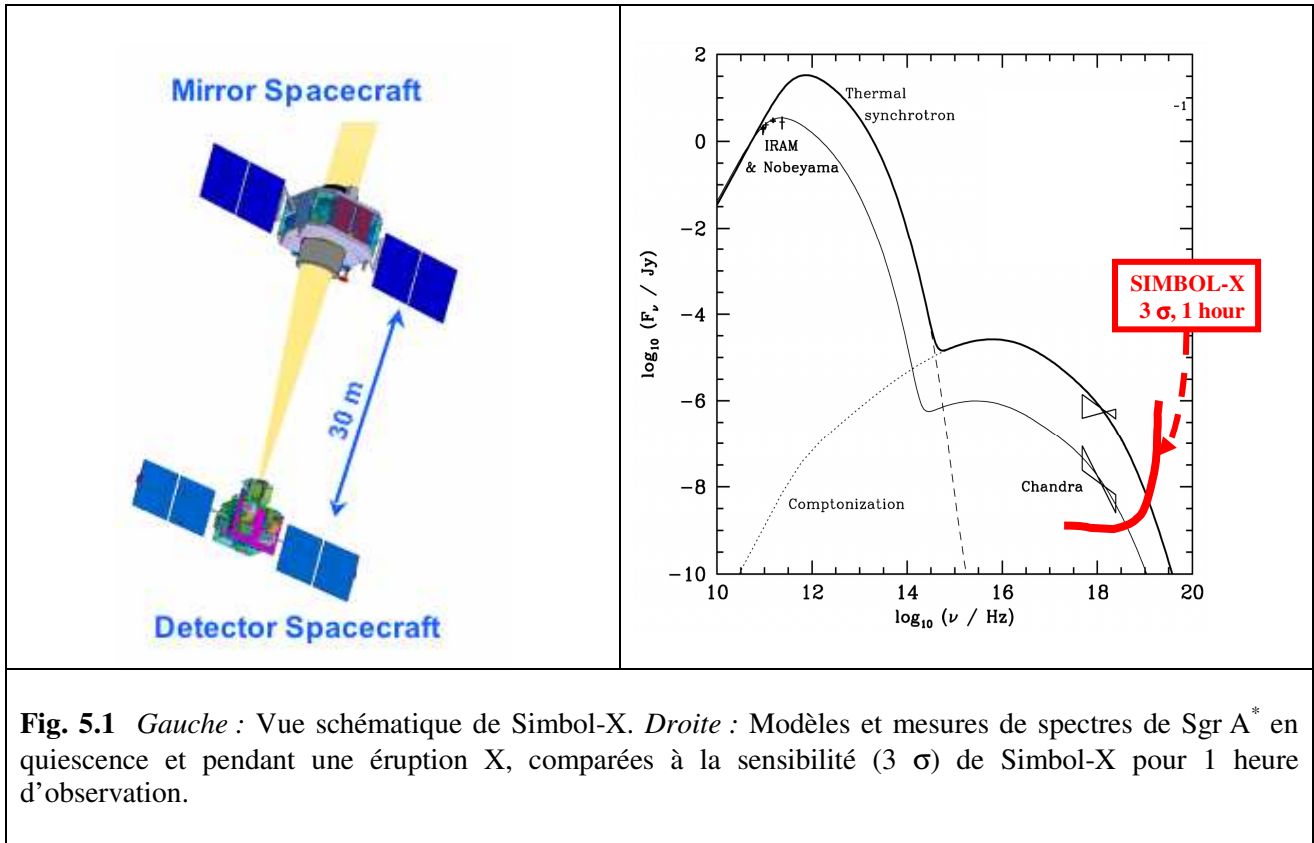 Mirror Spacecraft
30 m
Detector Spacecraft
2
0
−2
−4
−6
−8
−10
log₁₀ (Fν / Jy)
Thermal
synchrotron
-1
IRAM
& Nobeyama
SIMBOL-X
3 σ, 1 hour
Chandra
Comptonization
10
12
14
16
18
20
log₁₀ (ν / Hz)
Fig. 5.1 Gauche : Vue schématique de Simbol-X. Droite : Modèles et mesures de spectres de Sgr A* en
quiescence et pendant une éruption X, comparées à la sensibilité (3 σ) de Simbol-X pour 1 heure
d'observation.